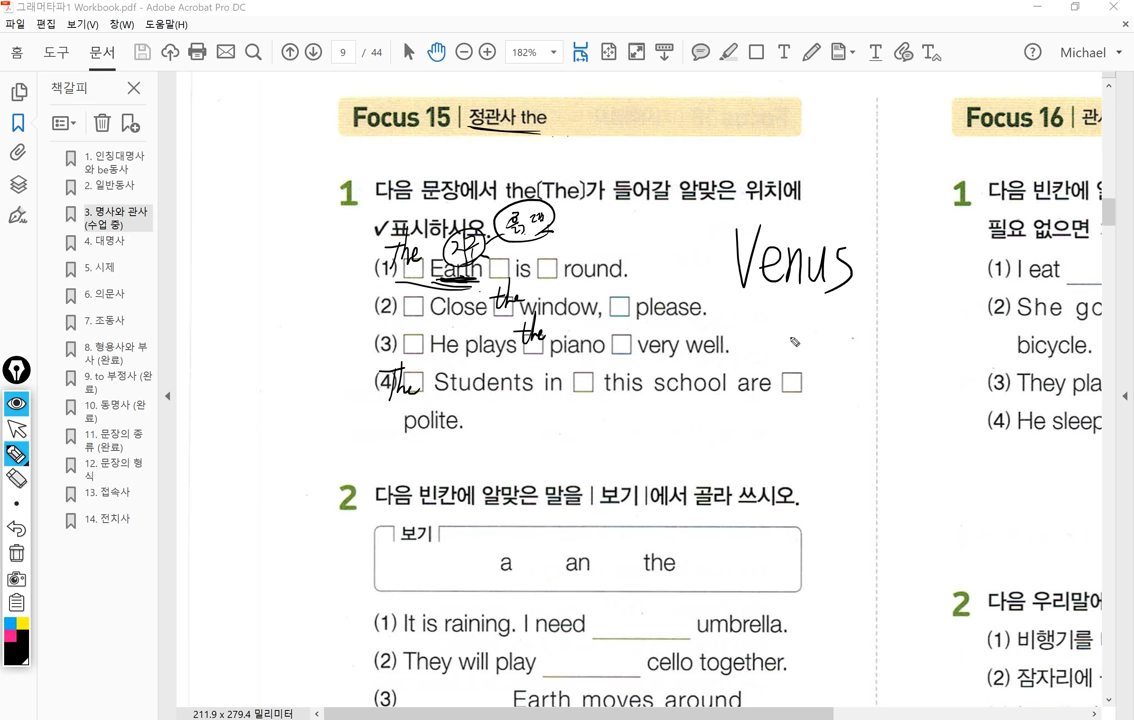 그래머타파1 Workbook.pdf - Adobe Acrobat Pro DC
파일 편집 보기(V) 창(W) 도움말(H)
홈 도구 문서 9 / 44 182% Michael
책갈피
1. 인칭대명사와 be동사
2. 일반동사
3. 명사와 관사 (수업 중)
4. 대명사
5. 시제
6. 의문사
7. 조동사
8. 형용사와 부사 (완료)
9. to 부정사 (완료)
10. 동명사 (완료)
11. 문장의 종류 (완료)
12. 문장의 형식
13. 접속사
14. 전치사
Focus 15 | 정관사 the
1 다음 문장에서 the(The)가 들어갈 알맞은 위치에
✓표시하시오.
흙
the 지구
(1) □ Earth □ is □ round.
the
(2) □ Close □ window, □ please.
the
(3) □ He plays □ piano □ very well.
The
(4) □ Students in □ this school are □
polite.
Venus
2 다음 빈칸에 알맞은 말을 | 보기 |에서 골라 쓰시오.
보기
a an the
(1) It is raining. I need ________ umbrella.
(2) They will play ________ cello together.
(3) Earth moves around
Focus 16 | 관
1 다음 빈칸에
필요 없으면
(1) I eat
(2) She go
bicycle.
(3) They pla
(4) He sleep
2 다음 우리말에
(1) 비행기를
(2) 잠자리에
211.9 x 279.4 밀리미터